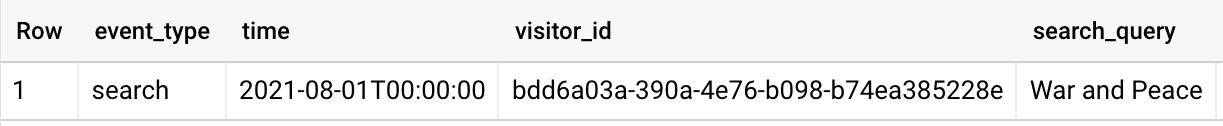 Row event_type time visitor_id search_query
1 search 2021-08-01T00:00:00 bdd6a03a-390a-4e76-b098-b74ea385228e War and Peace